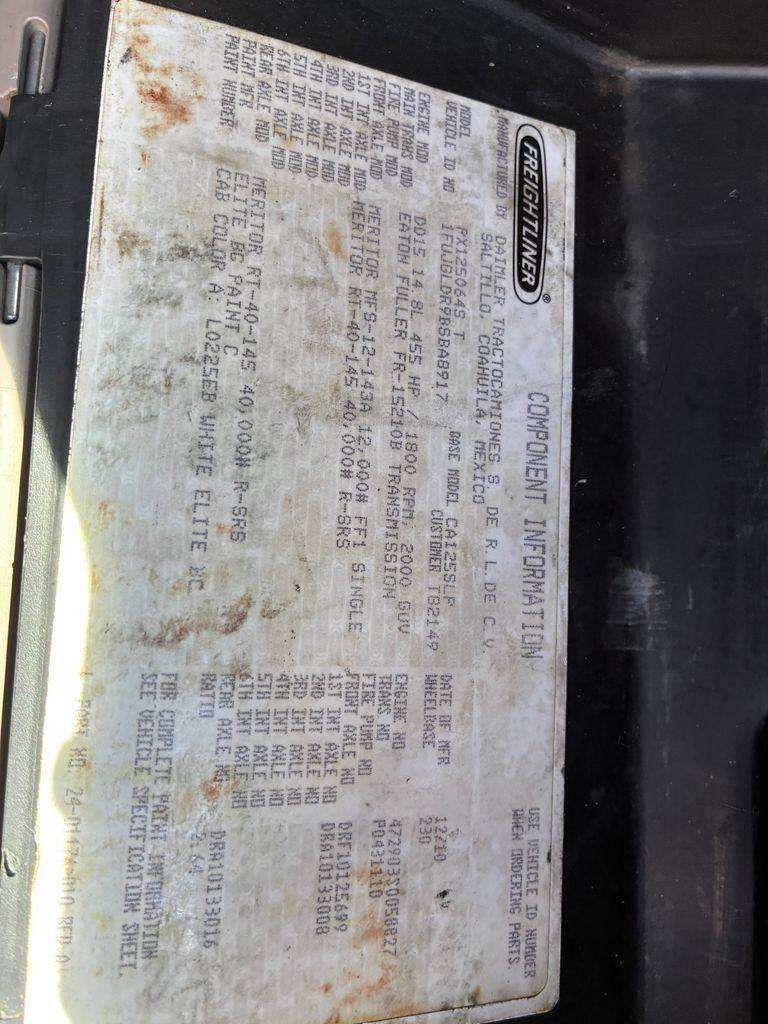 FREIGHTLINER®
COMPONENT INFORMATION
USE VEHICLE ID NUMBER
WHEN ORDERING PARTS.
MANUFACTURED BY DAIMLER TRACTOCAMIONES S. DE R.L. DE C.V.
SALTILLO, COAHUILA, MEXICO
MODEL PX125064S T BASE MODEL CA125SLP DATE OF MFR 12/10
VEHICLE ID NO 1FUJGLDR9BSBA8917 CUSTOMER T82149 WHEELBASE 230
ENGINE MOD DD15 14.8L 455 HP / 1800 RPM, 2000 GOV ENGINE NO 472903S0058827
MAIN TRANS MOD EATON FULLER FR-15210B TRANSMISSION TRANS NO P0431110
FIRE PUMP MOD FIRE PUMP NO
FRONT AXLE MOD MERITOR MFS-12-143A 12,000# FF1 SINGLE FRONT AXLE NO ORF10125699
1ST INT AXLE MOD MERITOR RT-40-145 40,000# R-SRS 1ST INT AXLE NO DRA10133008
2ND INT AXLE MOD 2ND INT AXLE NO
3RD INT AXLE MOD 3RD INT AXLE NO
4TH INT AXLE MOD 4TH INT AXLE NO
5TH INT AXLE MOD 5TH INT AXLE NO
6TH INT AXLE MOD 6TH INT AXLE NO
REAR AXLE MOD MERITOR RT-40-145 40,000# R-SRS REAR AXLE NO DRA10133016
PAINT MFR ELITE BC PAINT C RATIO
PAINT NUMBER CAB COLOR A: L0225EB WHITE ELITE BC
FOR COMPLETE PAINT INFORMATION
SEE VEHICLE SPECIFICATION SHEET.
PART NO.